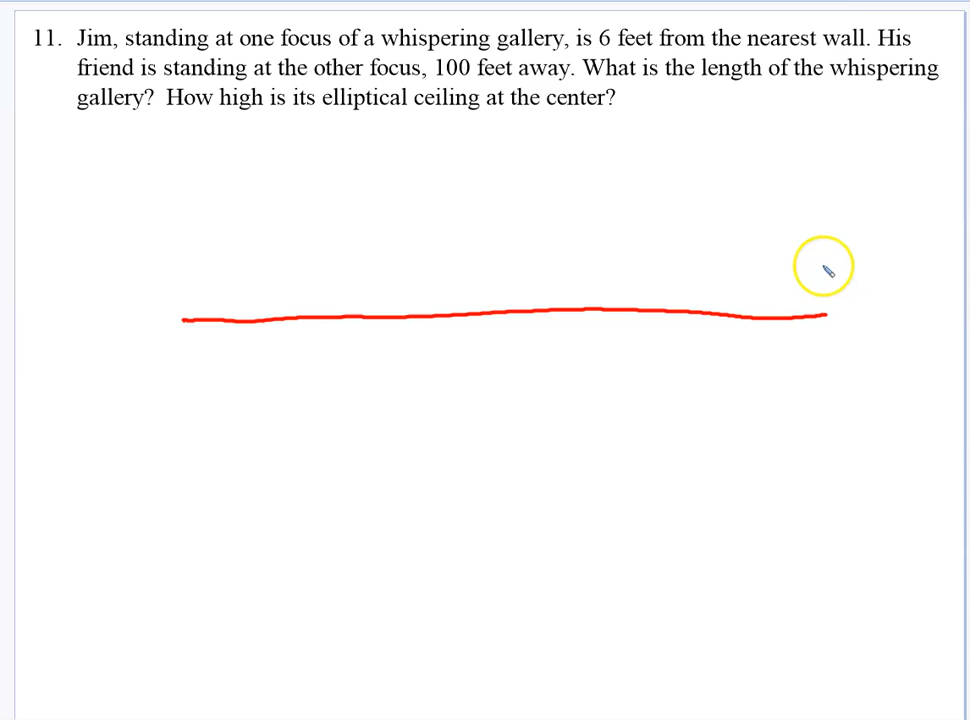 11. Jim, standing at one focus of a whispering gallery, is 6 feet from the nearest wall. His
friend is standing at the other focus, 100 feet away. What is the length of the whispering
gallery? How high is its elliptical ceiling at the center?